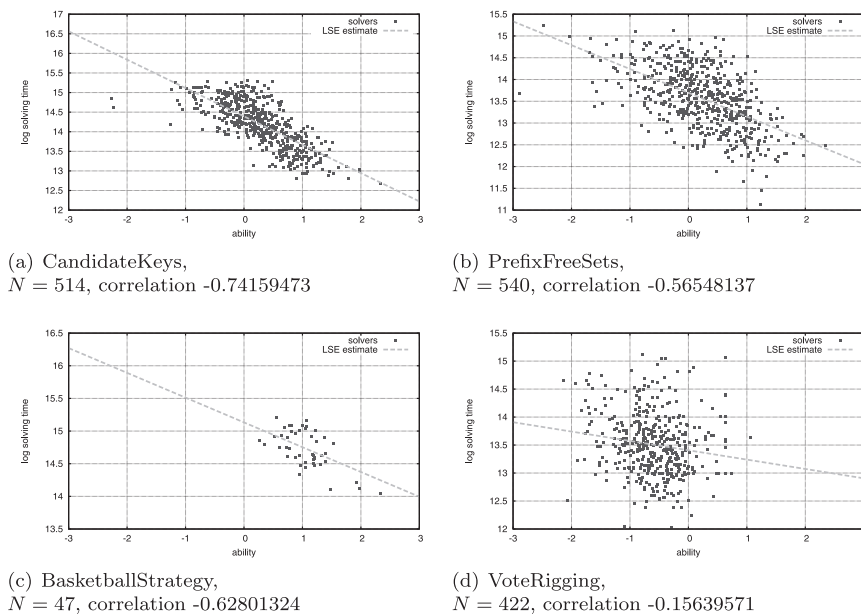 17
16.5
16
15.5
15
14.5
14
13.5
13
12.5
12
log solving time
-3
-2
-1
0
1
2
3
ability
solvers
LSE estimate
(a) CandidateKeys,
N = 514, correlation -0.74159473
15.5
15
14.5
14
13.5
13
12.5
12
11.5
11
log solving time
-3
-2
-1
0
1
2
3
ability
solvers
LSE estimate
(b) PrefixFreeSets,
N = 540, correlation -0.56548137
16.5
16
15.5
15
14.5
14
13.5
log solving time
-3
-2
-1
0
1
2
3
ability
solvers
LSE estimate
(c) BasketballStrategy,
N = 47, correlation -0.62801324
15.5
15
14.5
14
13.5
13
12.5
12
log solving time
-3
-2
-1
0
1
2
3
ability
solvers
LSE estimate
(d) VoteRigging,
N = 422, correlation -0.15639571